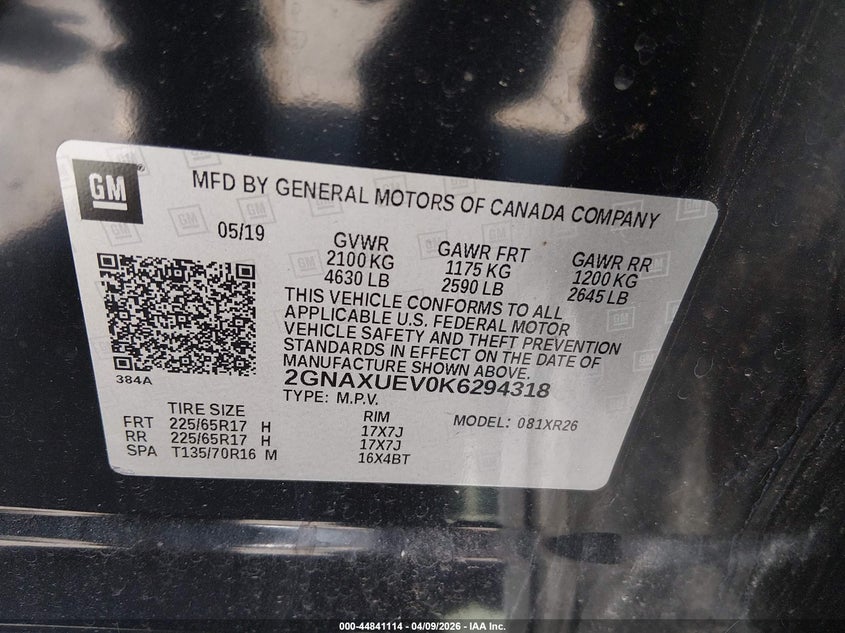 GM
MFD BY GENERAL MOTORS OF CANADA COMPANY
05/19
GVWR
2100 KG
4630 LB
GAWR FRT
1175 KG
2590 LB
GAWR RR
1200 KG
2645 LB
THIS VEHICLE CONFORMS TO ALL
APPLICABLE U.S. FEDERAL MOTOR
VEHICLE SAFETY AND THEFT PREVENTION
STANDARDS IN EFFECT ON THE DATE OF
MANUFACTURE SHOWN ABOVE.
384A
2GNAXUEV0K6294318
TYPE: M.P.V.
MODEL: 081XR26
TIRE SIZE RIM
FRT 225/65R17 H 17X7J
RR 225/65R17 H 17X7J
SPA T135/70R16 M 16X4BT
000-44841114 - 04/09/2026 - IAA Inc.